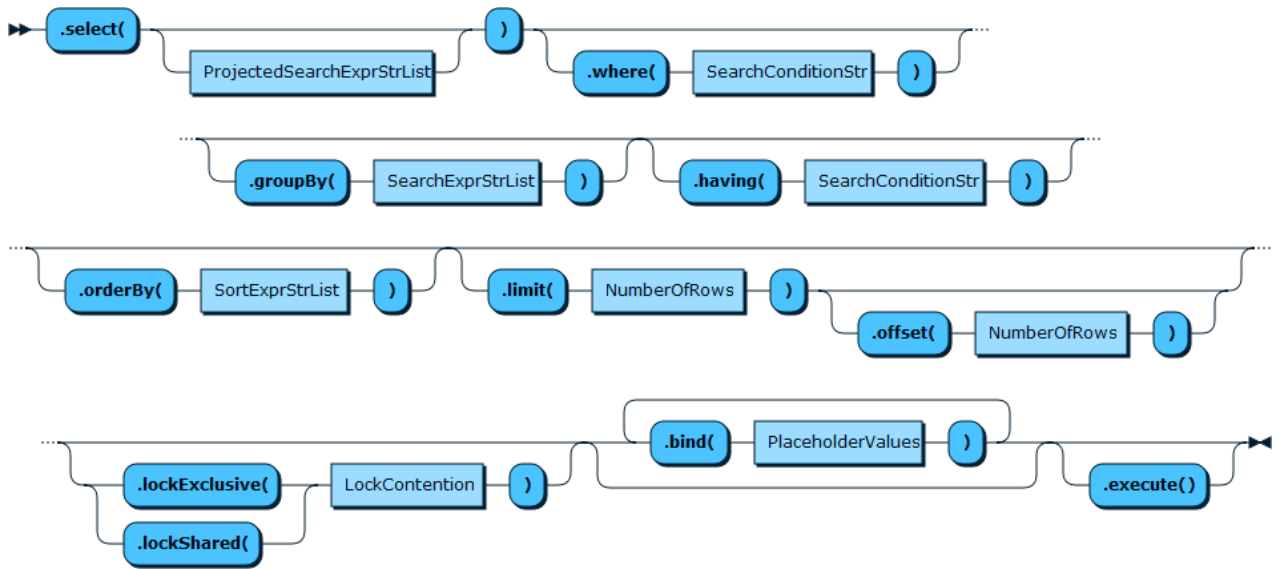 .select( ) .where( SearchConditionStr )
ProjectedSearchExprStrList
.groupBy( SearchExprStrList ) .having( SearchConditionStr )
.orderBy( SortExprStrList ) .limit( NumberOfRows )
.offset( NumberOfRows )
.bind( PlaceholderValues )
.lockExclusive( LockContention ) .execute()
.lockShared(